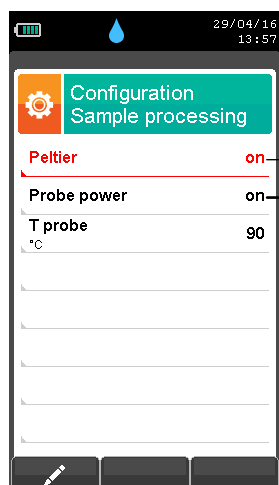 29/04/16
13:57
Configuration
Sample processing
Peltier on
Probe power on
T probe 90
°C